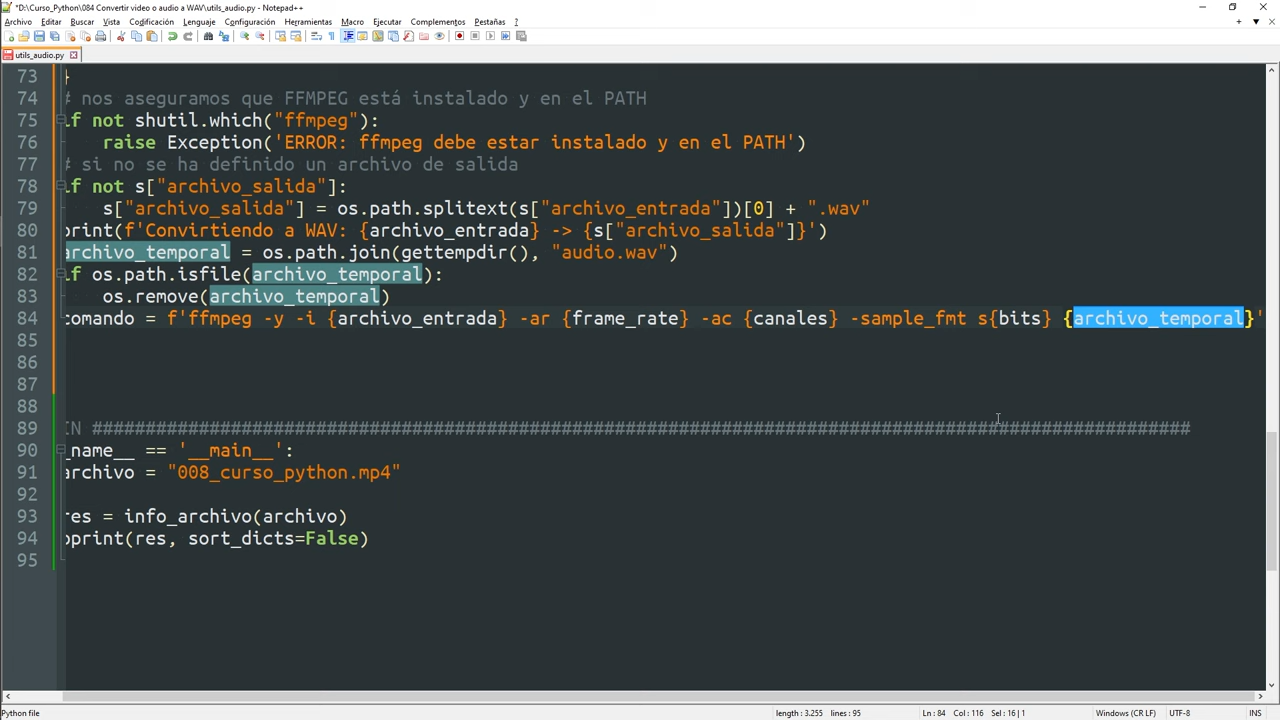 *D:\Curso_Python\084 Convertir video o audio a WAV\utils_audio.py - Notepad++
Archivo Editar Buscar Vista Codificación Lenguaje Configuración Herramientas Macro Ejecutar Complementos Pestañas ?
utils_audio.py
73 }
74 # nos aseguramos que FFMPEG está instalado y en el PATH
75 if not shutil.which("ffmpeg"):
76 raise Exception('ERROR: ffmpeg debe estar instalado y en el PATH')
77 # si no se ha definido un archivo de salida
78 if not s["archivo_salida"]:
79 s["archivo_salida"] = os.path.splitext(s["archivo_entrada"])[0] + ".wav"
80 print(f'Convirtiendo a WAV: {archivo_entrada} -> {s["archivo_salida"]}')
81 archivo_temporal = os.path.join(gettempdir(), "audio.wav")
82 if os.path.isfile(archivo_temporal):
83 os.remove(archivo_temporal)
84 comando = f'ffmpeg -y -i {archivo_entrada} -ar {frame_rate} -ac {canales} -sample_fmt s{bits} {archivo_temporal}'
85
86
87
88
89 IN ########################################################################################################
90 _name__ == '__main__':
91 archivo = "008_curso_python.mp4"
92
93 res = info_archivo(archivo)
94 pprint(res, sort_dicts=False)
95
Python file length : 3.255 lines : 95 Ln : 84 Col : 116 Sel : 16 | 1 Windows (CR LF) UTF-8 INS